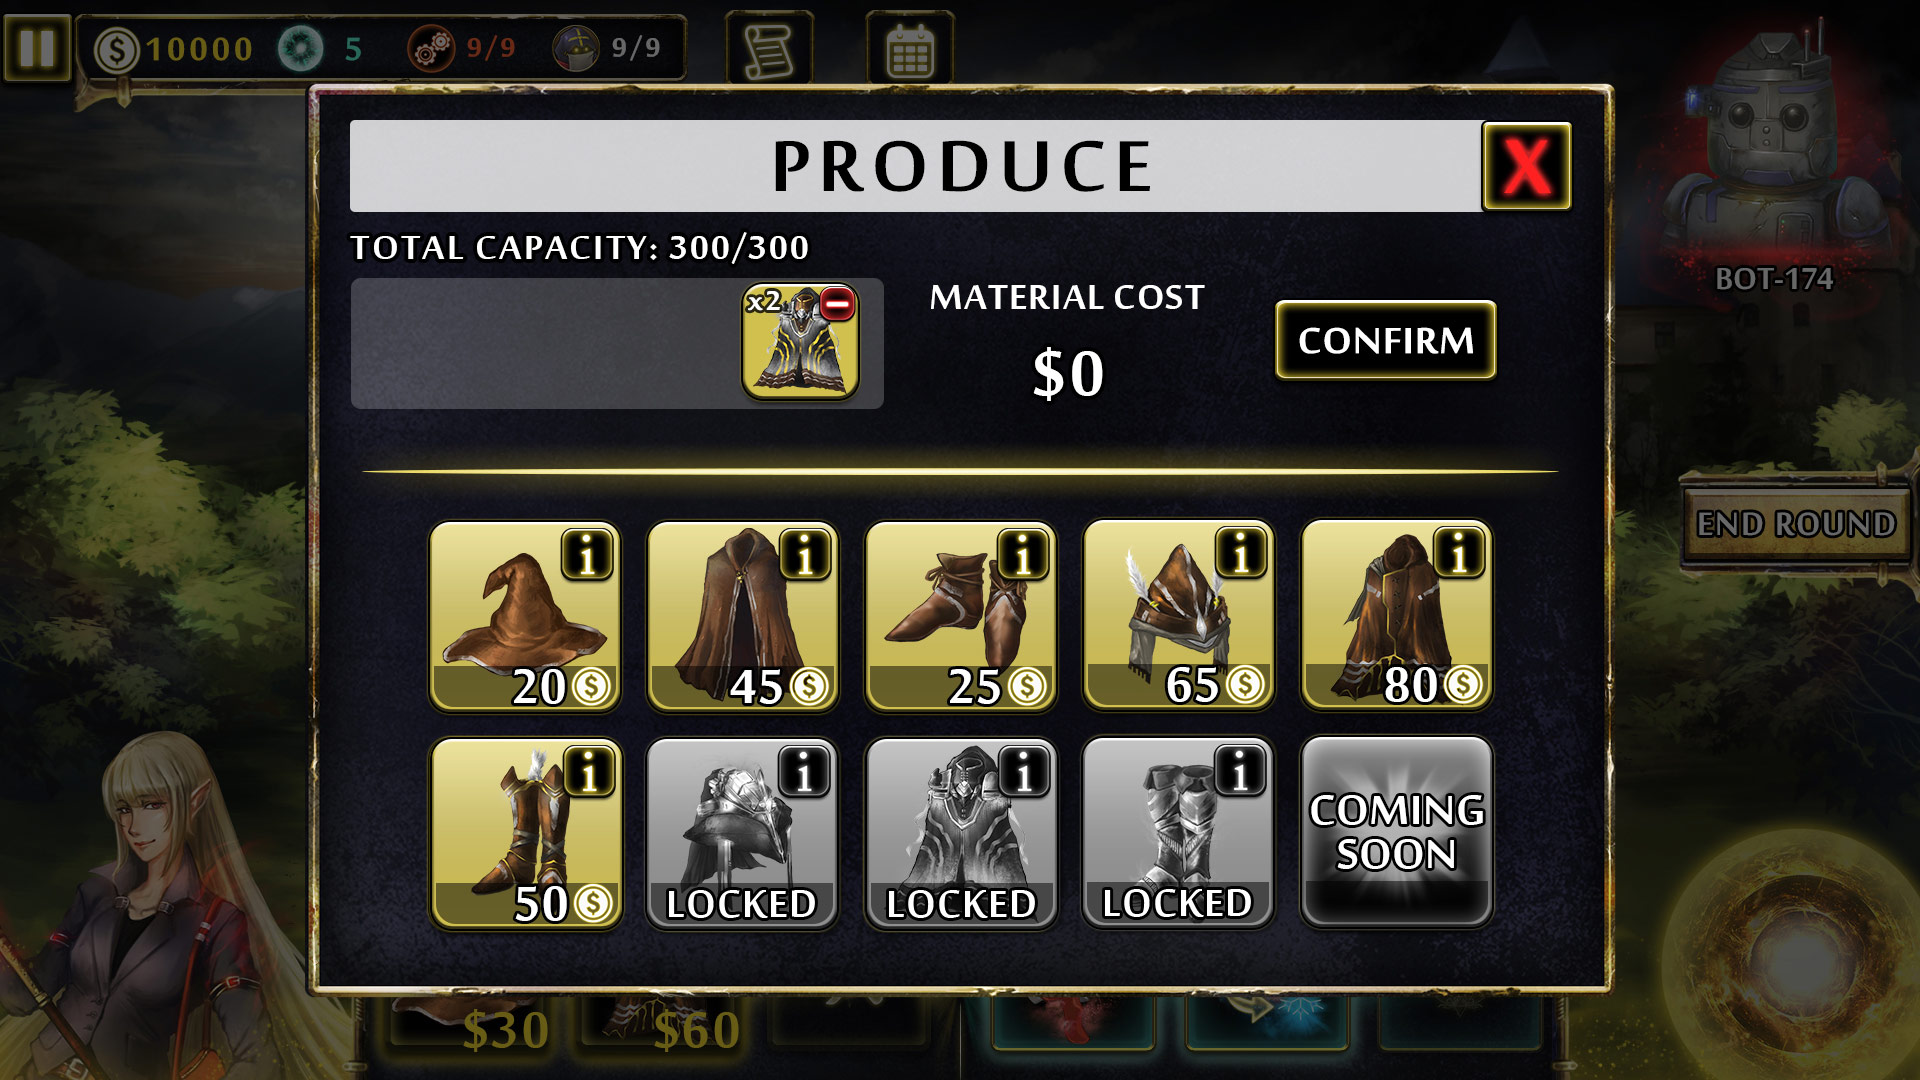 $ 10000 5 9/9 9/9
PRODUCE
X
TOTAL CAPACITY: 300/300
x2
MATERIAL COST
$0
CONFIRM
BOT-174
END ROUND
i i i i i
20 $ 45 $ 25 $ 65 $ 80 $
i i i i
COMING
SOON
50 $ LOCKED LOCKED LOCKED
$30 $60